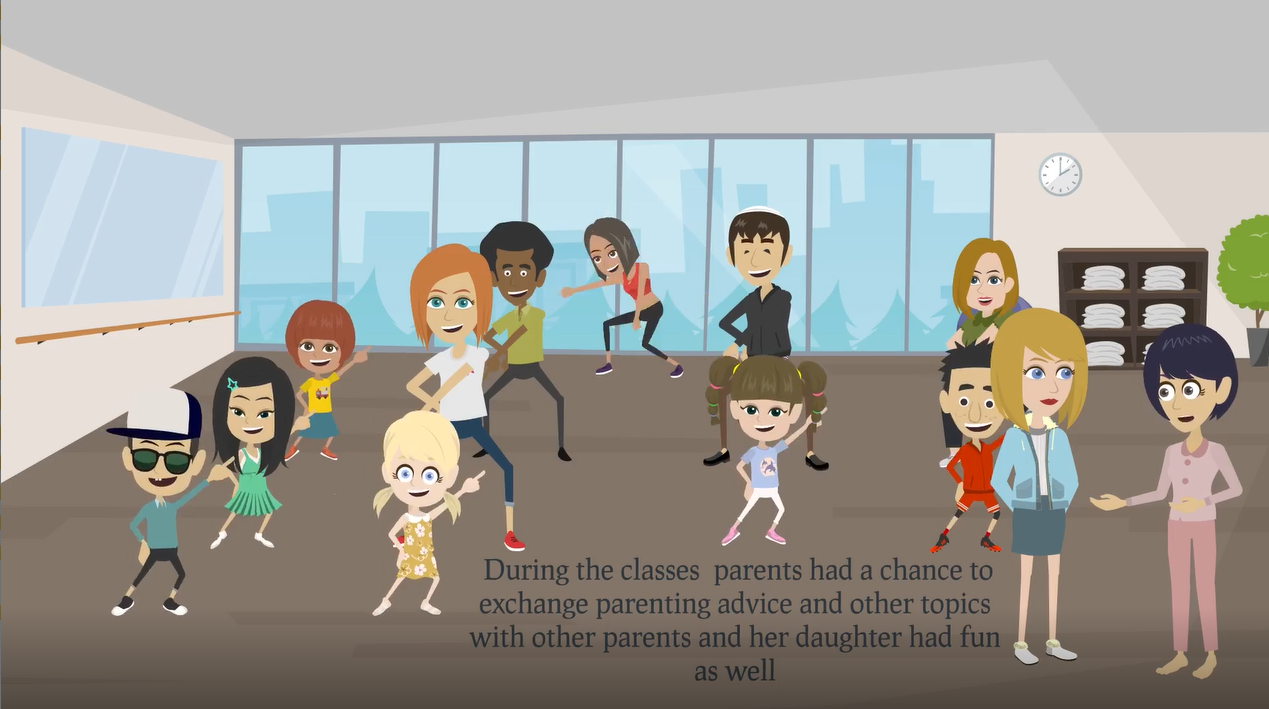 During the classes  parents had a chance to
exchange parenting advice and other topics
with other parents and her daughter had fun
as well